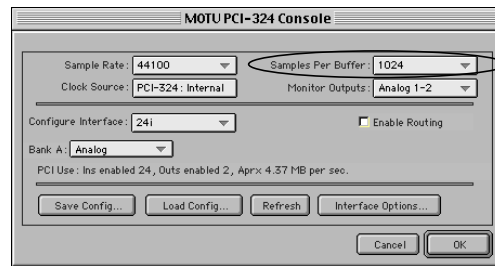 MOTU PCI-324 Console
Sample Rate: 44100 Samples Per Buffer: 1024
Clock Source: PCI-324: Internal Monitor Outputs: Analog 1-2
Configure Interface: 24i Enable Routing
Bank A: Analog
PCI Use: Ins enabled 24, Outs enabled 2, Aprx 4.37 MB per sec.
Save Config... Load Config... Refresh Interface Options...
Cancel OK